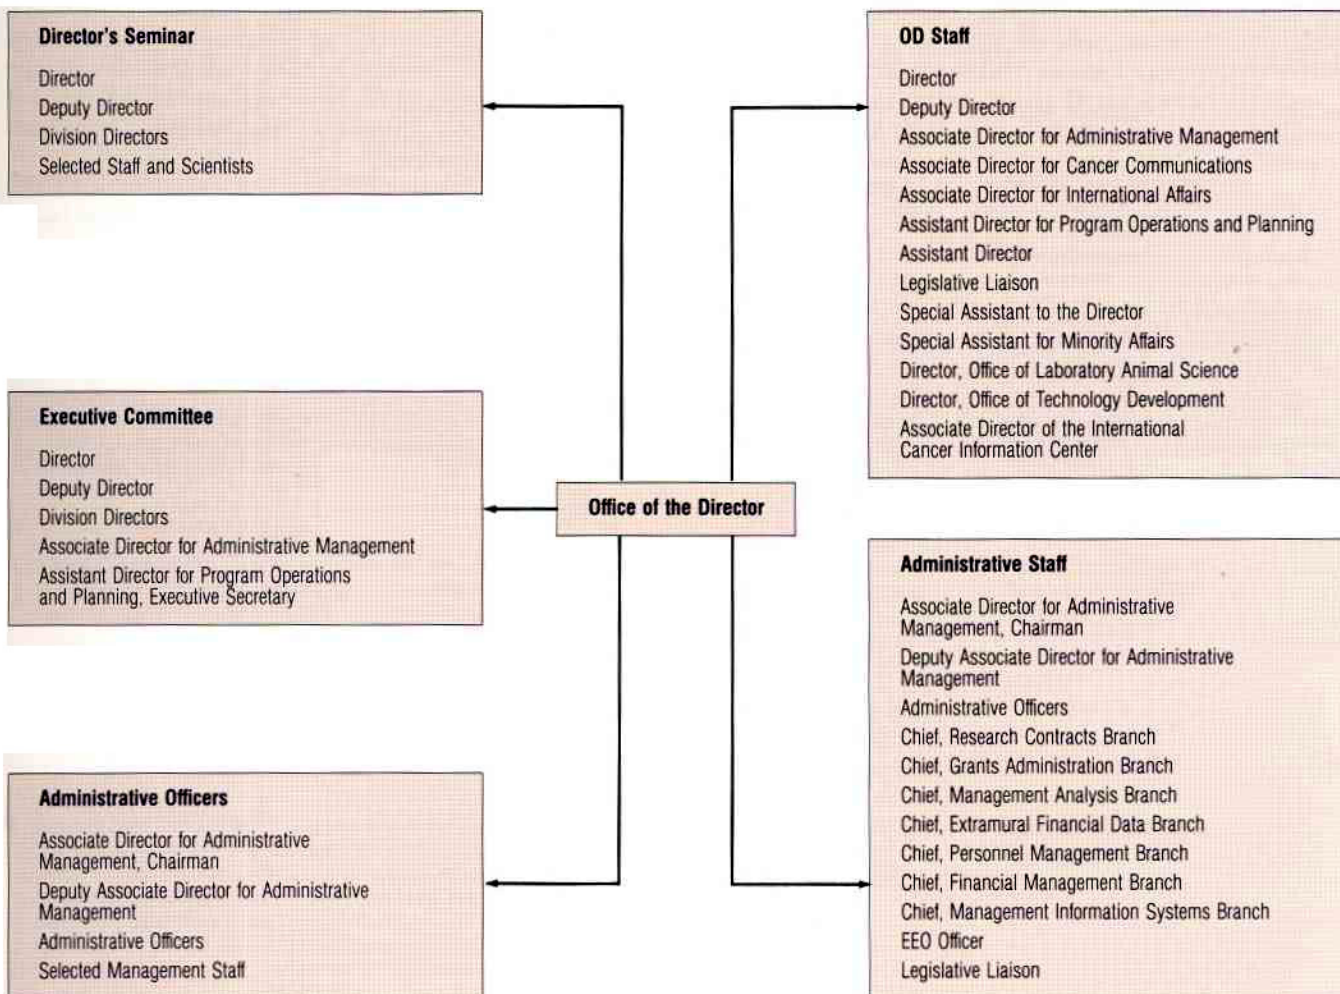 Director's Seminar
Director
Deputy Director
Division Directors
Selected Staff and Scientists
Executive Committee
Director
Deputy Director
Division Directors
Associate Director for Administrative Management
Assistant Director for Program Operations
and Planning, Executive Secretary
Administrative Officers
Associate Director for Administrative
Management, Chairman
Deputy Associate Director for Administrative
Management
Administrative Officers
Selected Management Staff
Office of the Director
OD Staff
Director
Deputy Director
Associate Director for Administrative Management
Associate Director for Cancer Communications
Associate Director for International Affairs
Assistant Director for Program Operations and Planning
Assistant Director
Legislative Liaison
Special Assistant to the Director
Special Assistant for Minority Affairs
Director, Office of Laboratory Animal Science
Director, Office of Technology Development
Associate Director of the International
Cancer Information Center
Administrative Staff
Associate Director for Administrative
Management, Chairman
Deputy Associate Director for Administrative
Management
Administrative Officers
Chief, Research Contracts Branch
Chief, Grants Administration Branch
Chief, Management Analysis Branch
Chief, Extramural Financial Data Branch
Chief, Personnel Management Branch
Chief, Financial Management Branch
Chief, Management Information Systems Branch
EEO Officer
Legislative Liaison